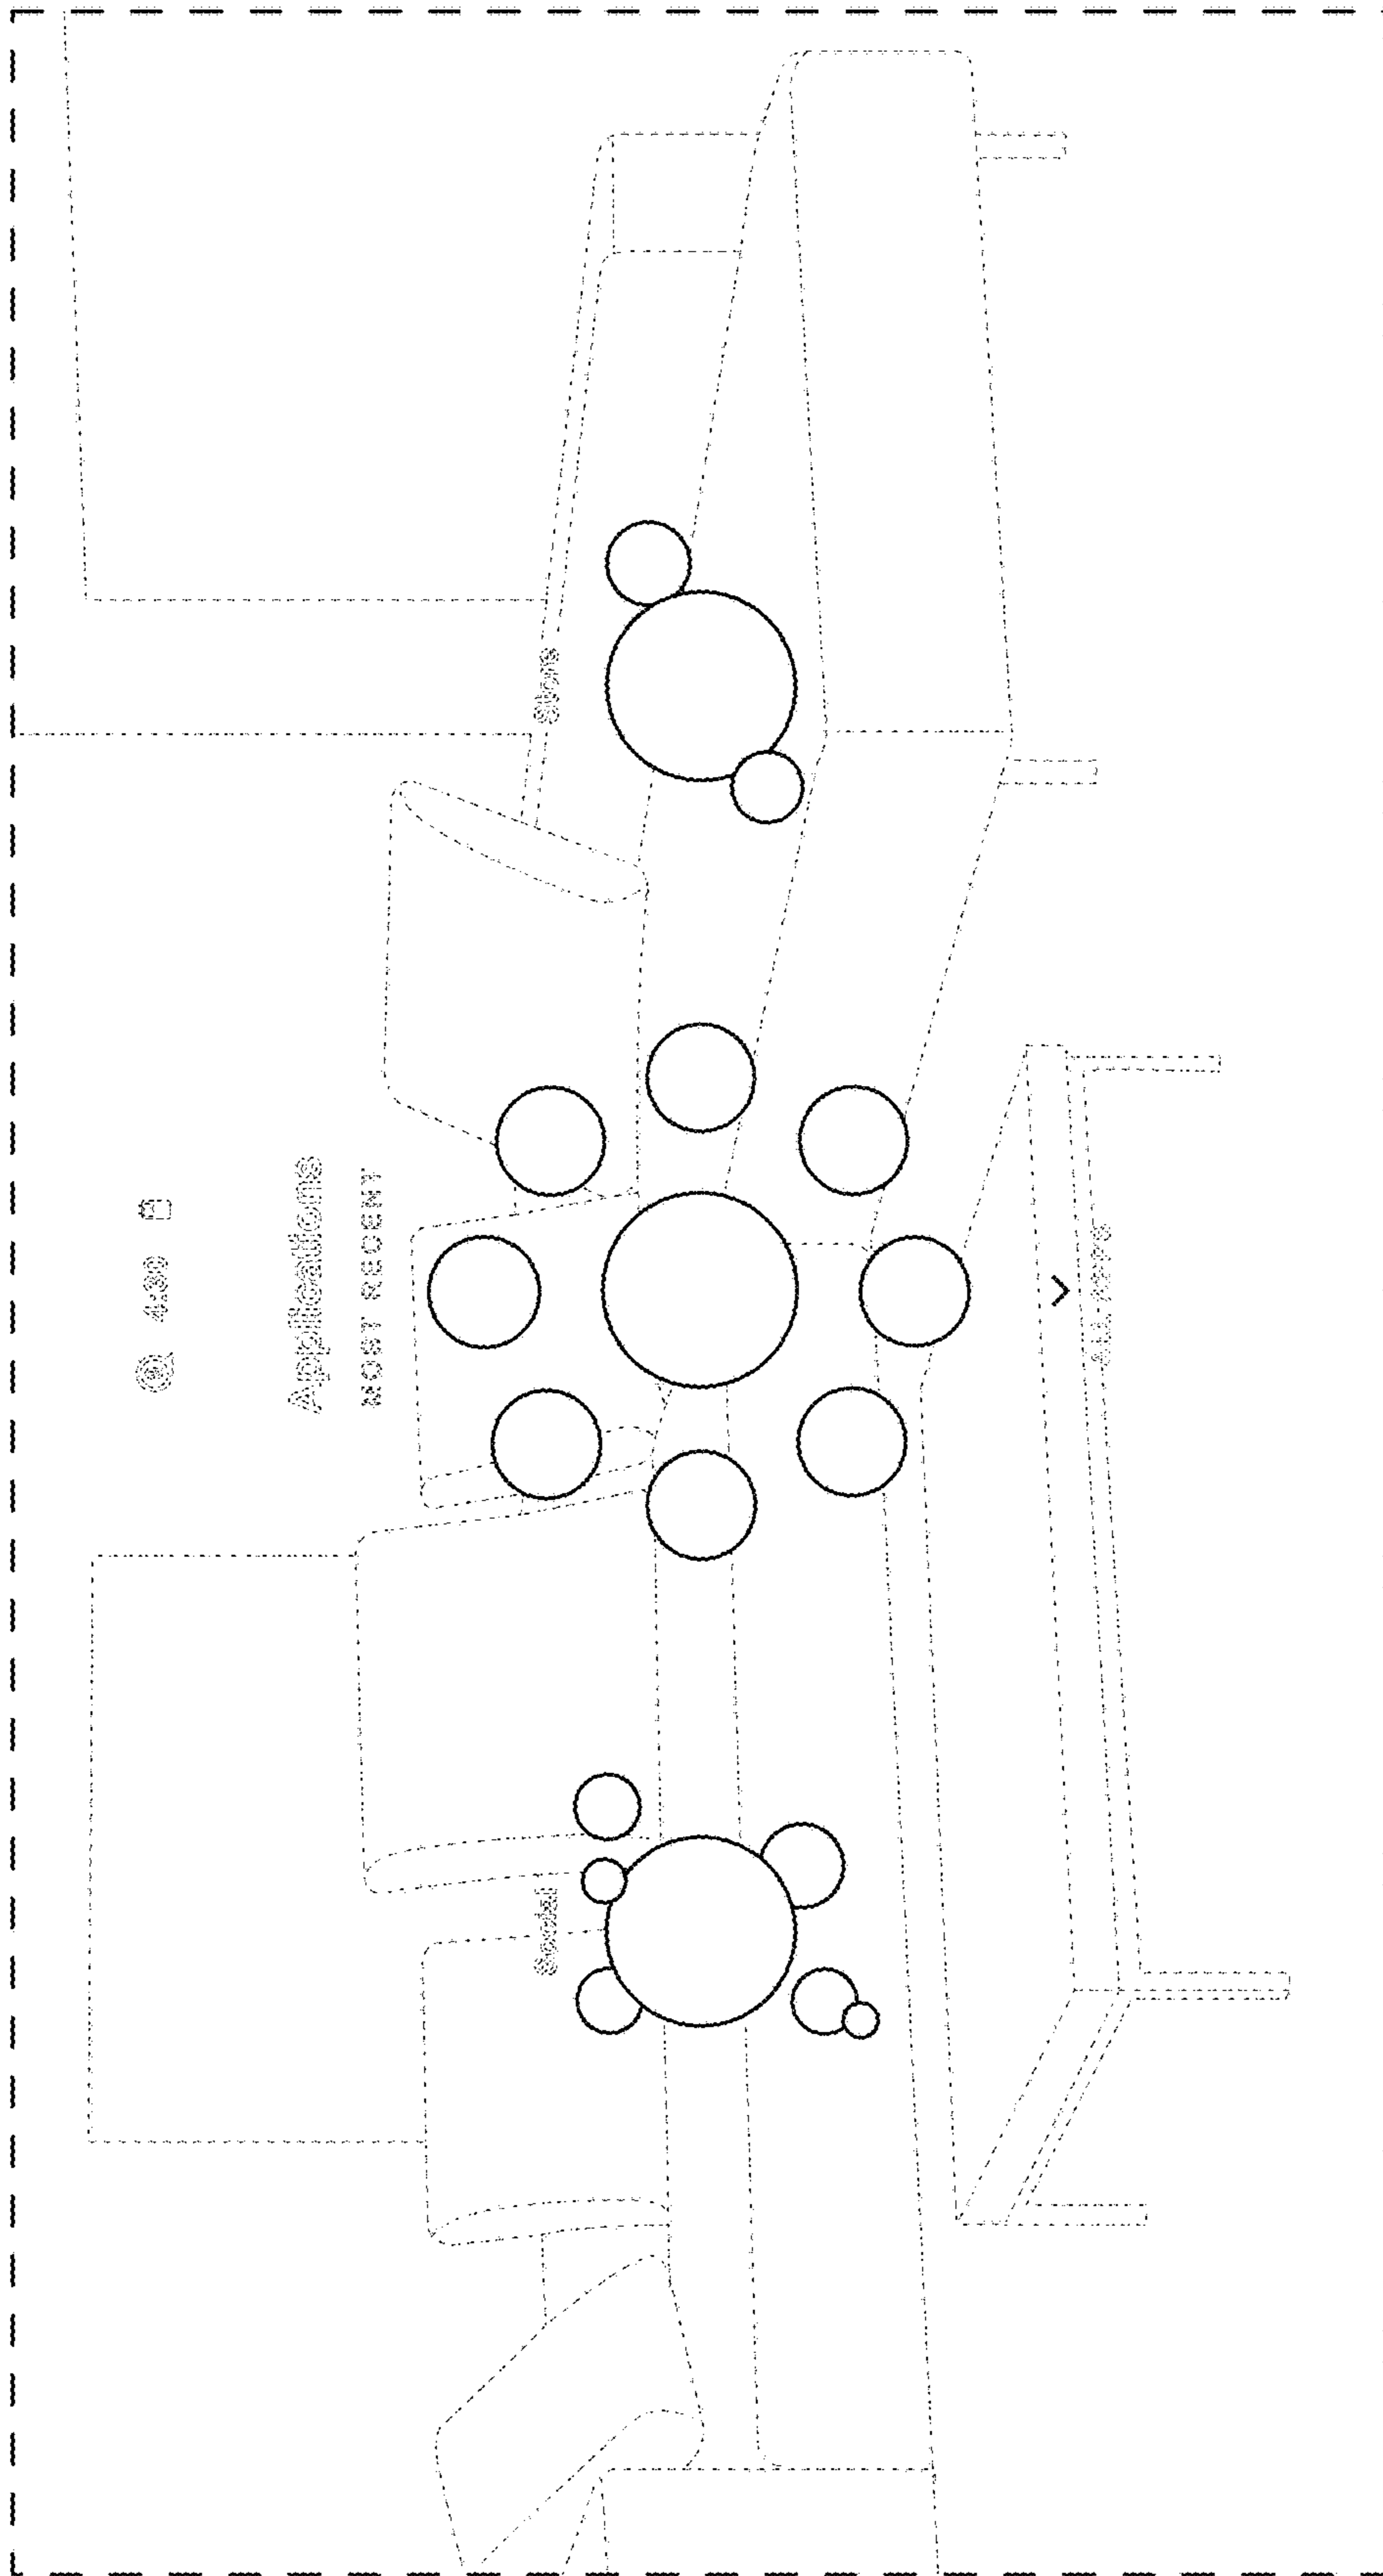 4:30
Applications
MOST RECENT
Social
Store
ALL APPS